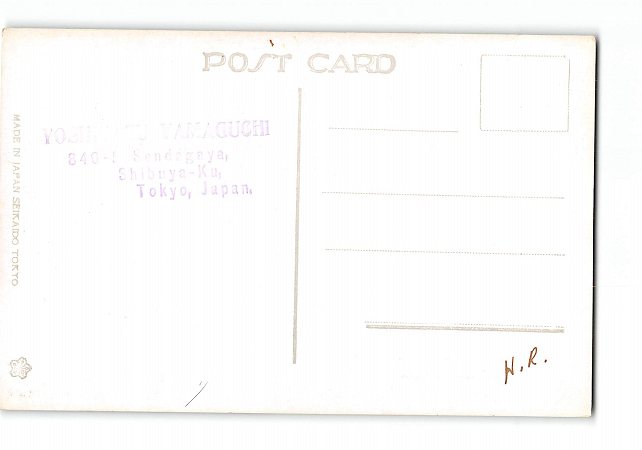 POST CARD
YAMAGUCHI
Sendagaya,
Shibuya-Ku,
Tokyo, Japan.
MADE IN JAPAN SEIKAIDO TOKYO
H.R.